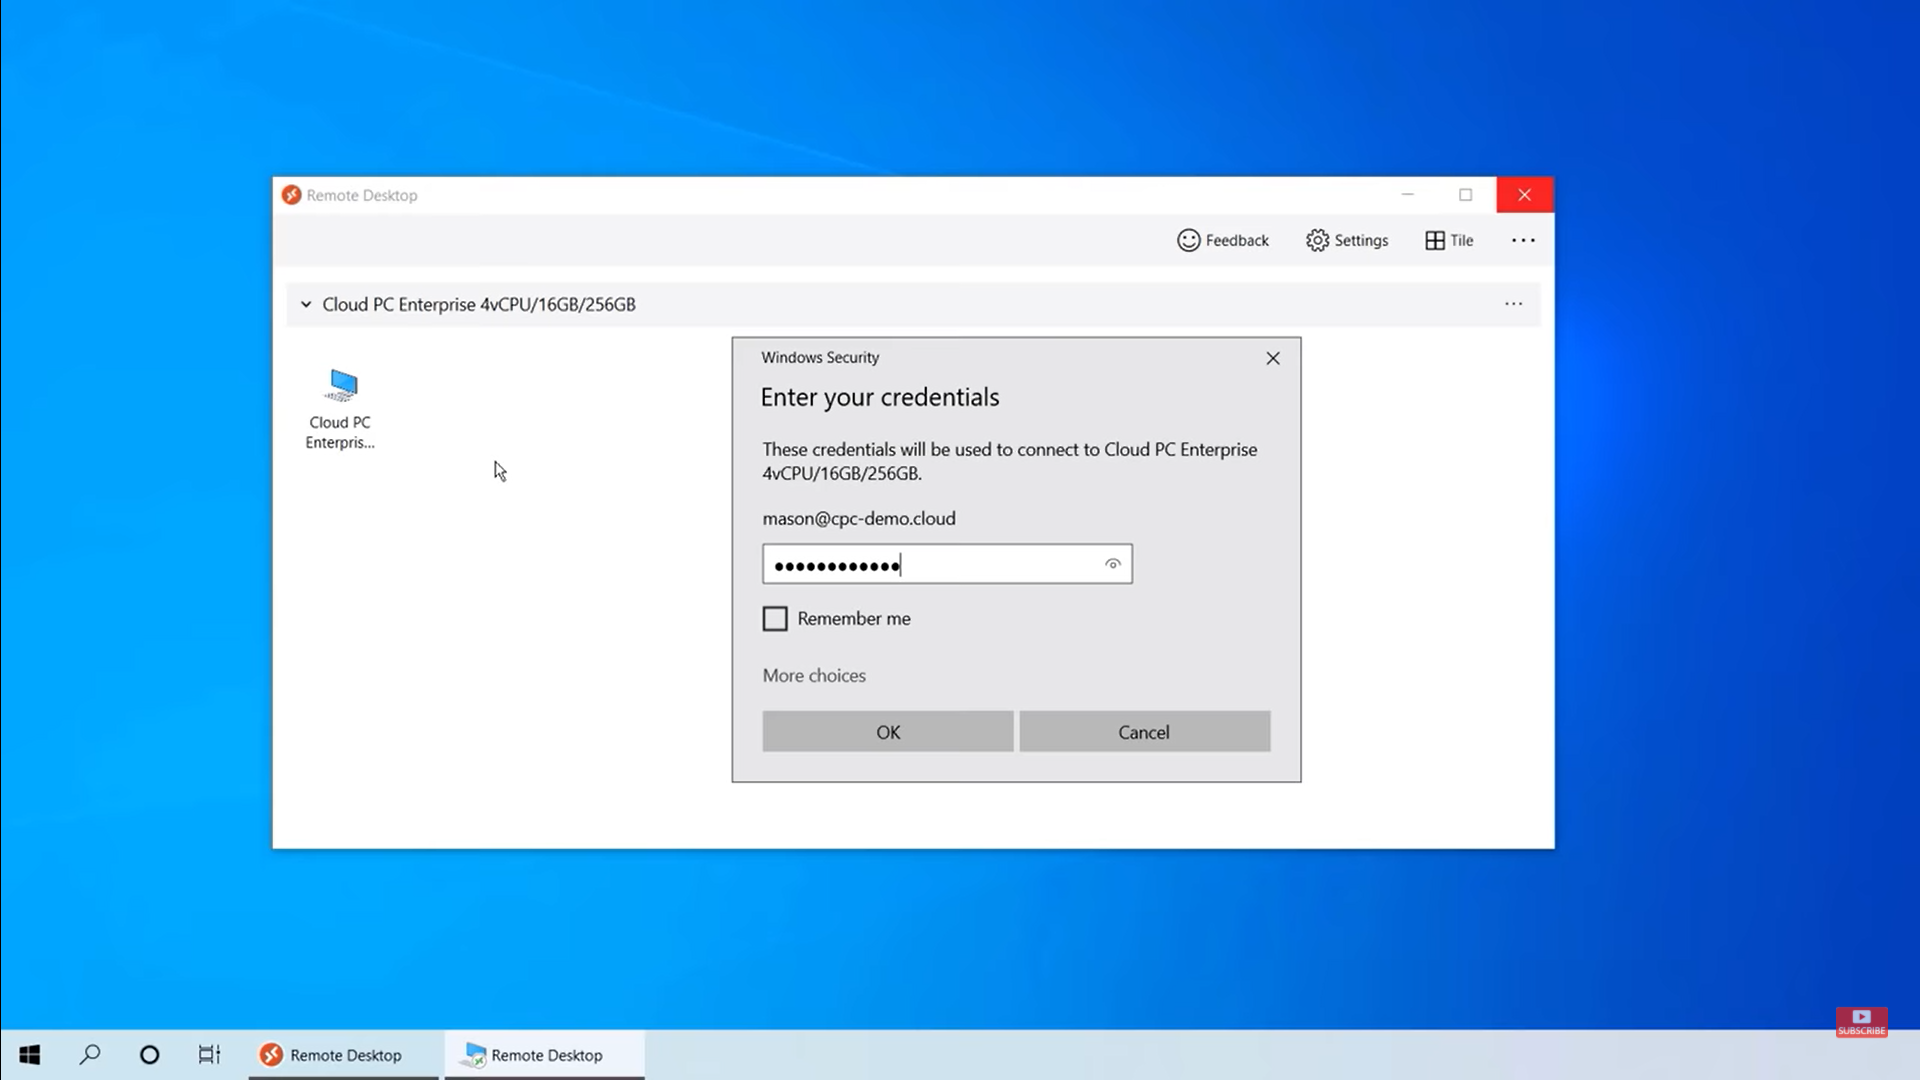 Remote Desktop
Feedback
Settings
Tile
Cloud PC Enterprise 4vCPU/16GB/256GB
Cloud PC
Enterpris...
Windows Security
Enter your credentials
These credentials will be used to connect to Cloud PC Enterprise
4vCPU/16GB/256GB.
mason@cpc-demo.cloud
Remember me
More choices
OK
Cancel
SUBSCRIBE
Remote Desktop
Remote Desktop